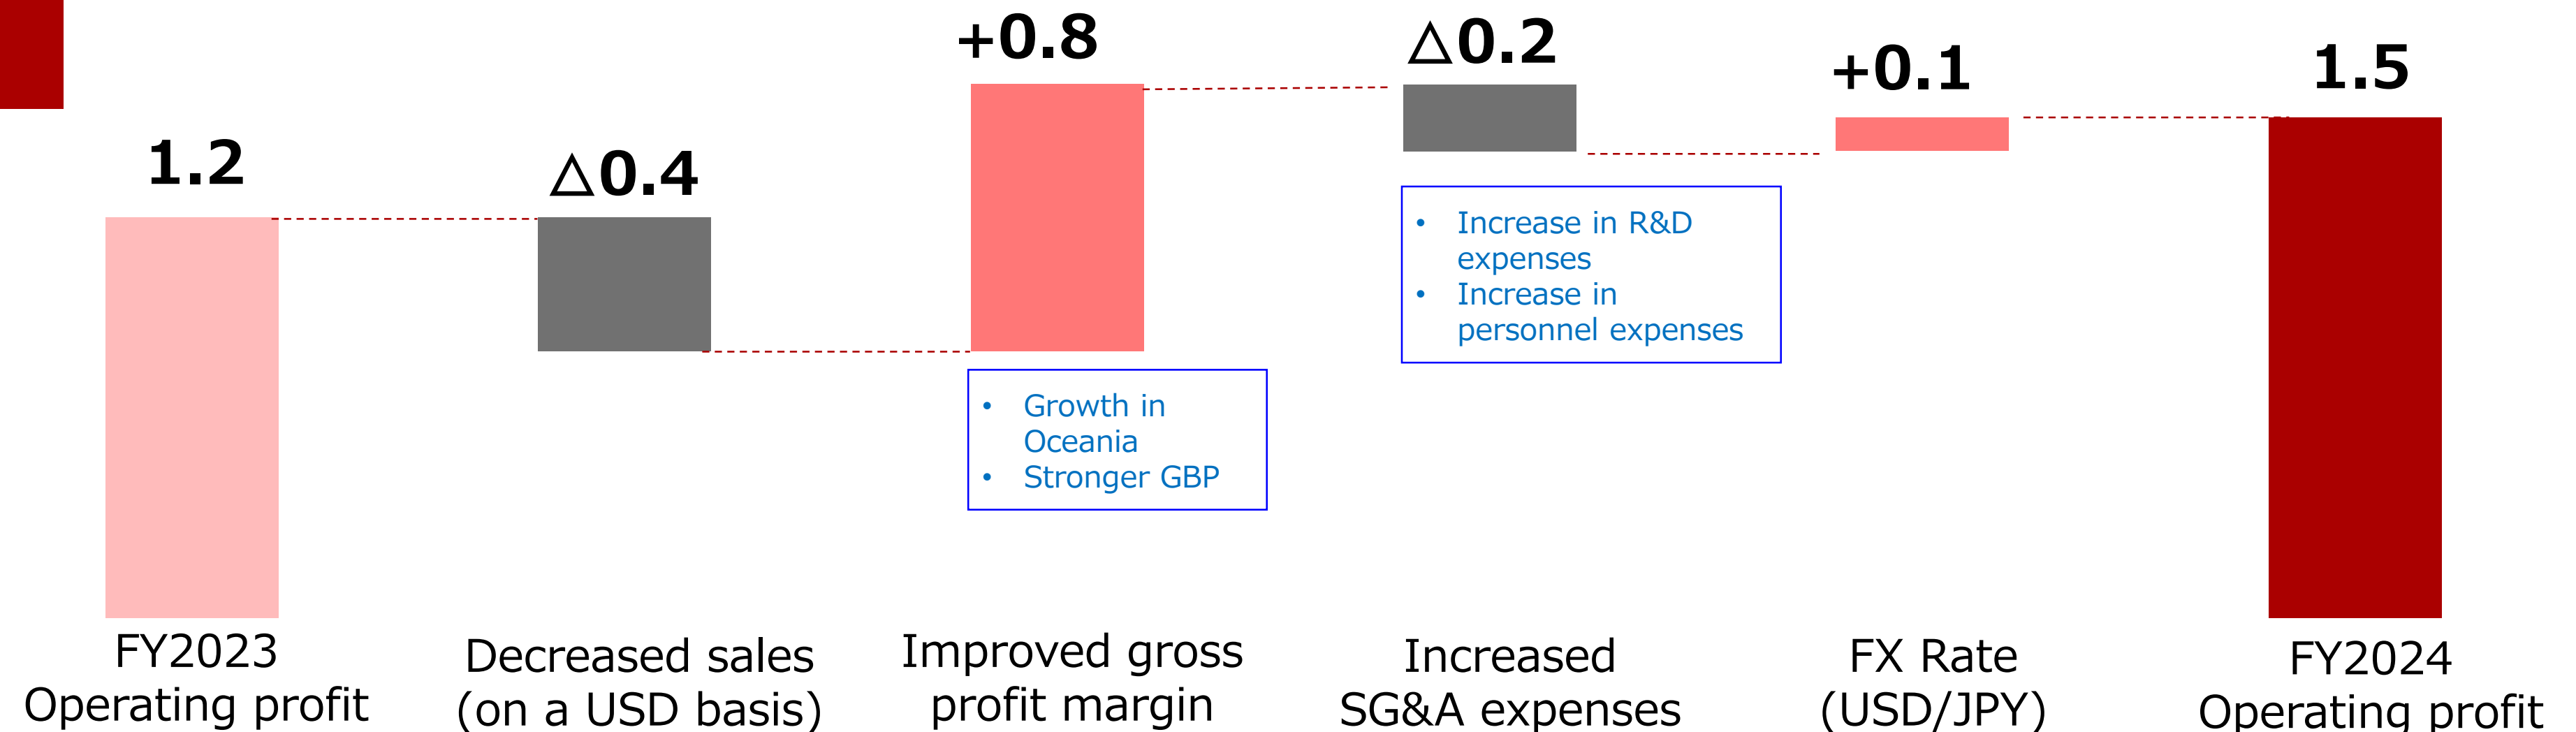 1.2
△0.4
+0.8
△0.2
+0.1
1.5
• Growth in
Oceania
• Stronger GBP
• Increase in R&D
expenses
• Increase in
personnel expenses
FY2023
Operating profit
Decreased sales
(on a USD basis)
Improved gross
profit margin
Increased
SG&A expenses
FX Rate
(USD/JPY)
FY2024
Operating profit